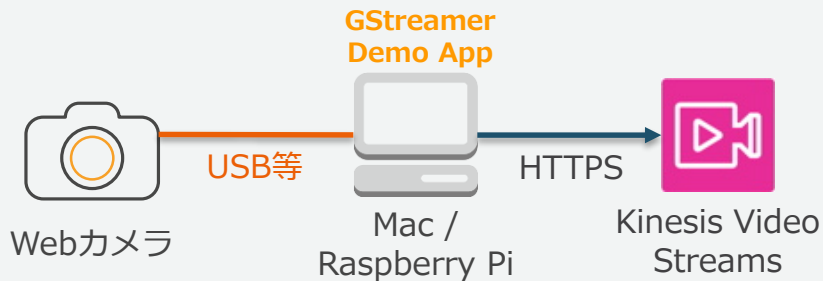 GStreamer
Demo App
USB等
HTTPS
Webカメラ
Mac /
Raspberry Pi
Kinesis Video
Streams